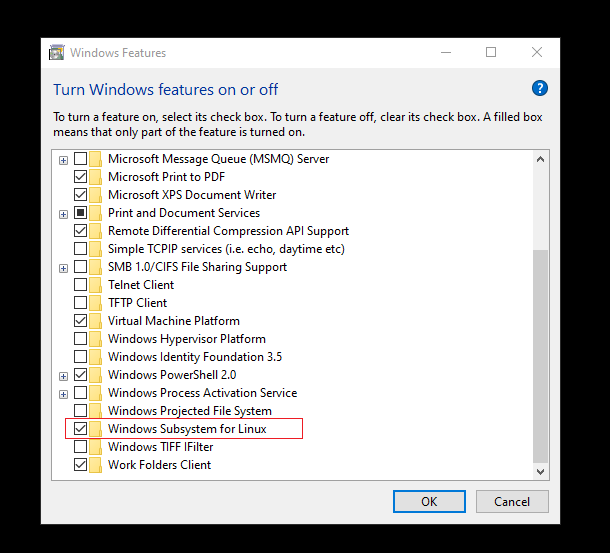 Windows Features
Turn Windows features on or off
?
To turn a feature on, select its check box. To turn a feature off, clear its check box. A filled box
means that only part of the feature is turned on.
Microsoft Message Queue (MSMQ) Server
Microsoft Print to PDF
Microsoft XPS Document Writer
Print and Document Services
Remote Differential Compression API Support
Simple TCPIP services (i.e. echo, daytime etc)
SMB 1.0/CIFS File Sharing Support
Telnet Client
TFTP Client
Virtual Machine Platform
Windows Hypervisor Platform
Windows Identity Foundation 3.5
Windows PowerShell 2.0
Windows Process Activation Service
Windows Projected File System
Windows Subsystem for Linux
Windows TIFF IFilter
Work Folders Client
OK Cancel